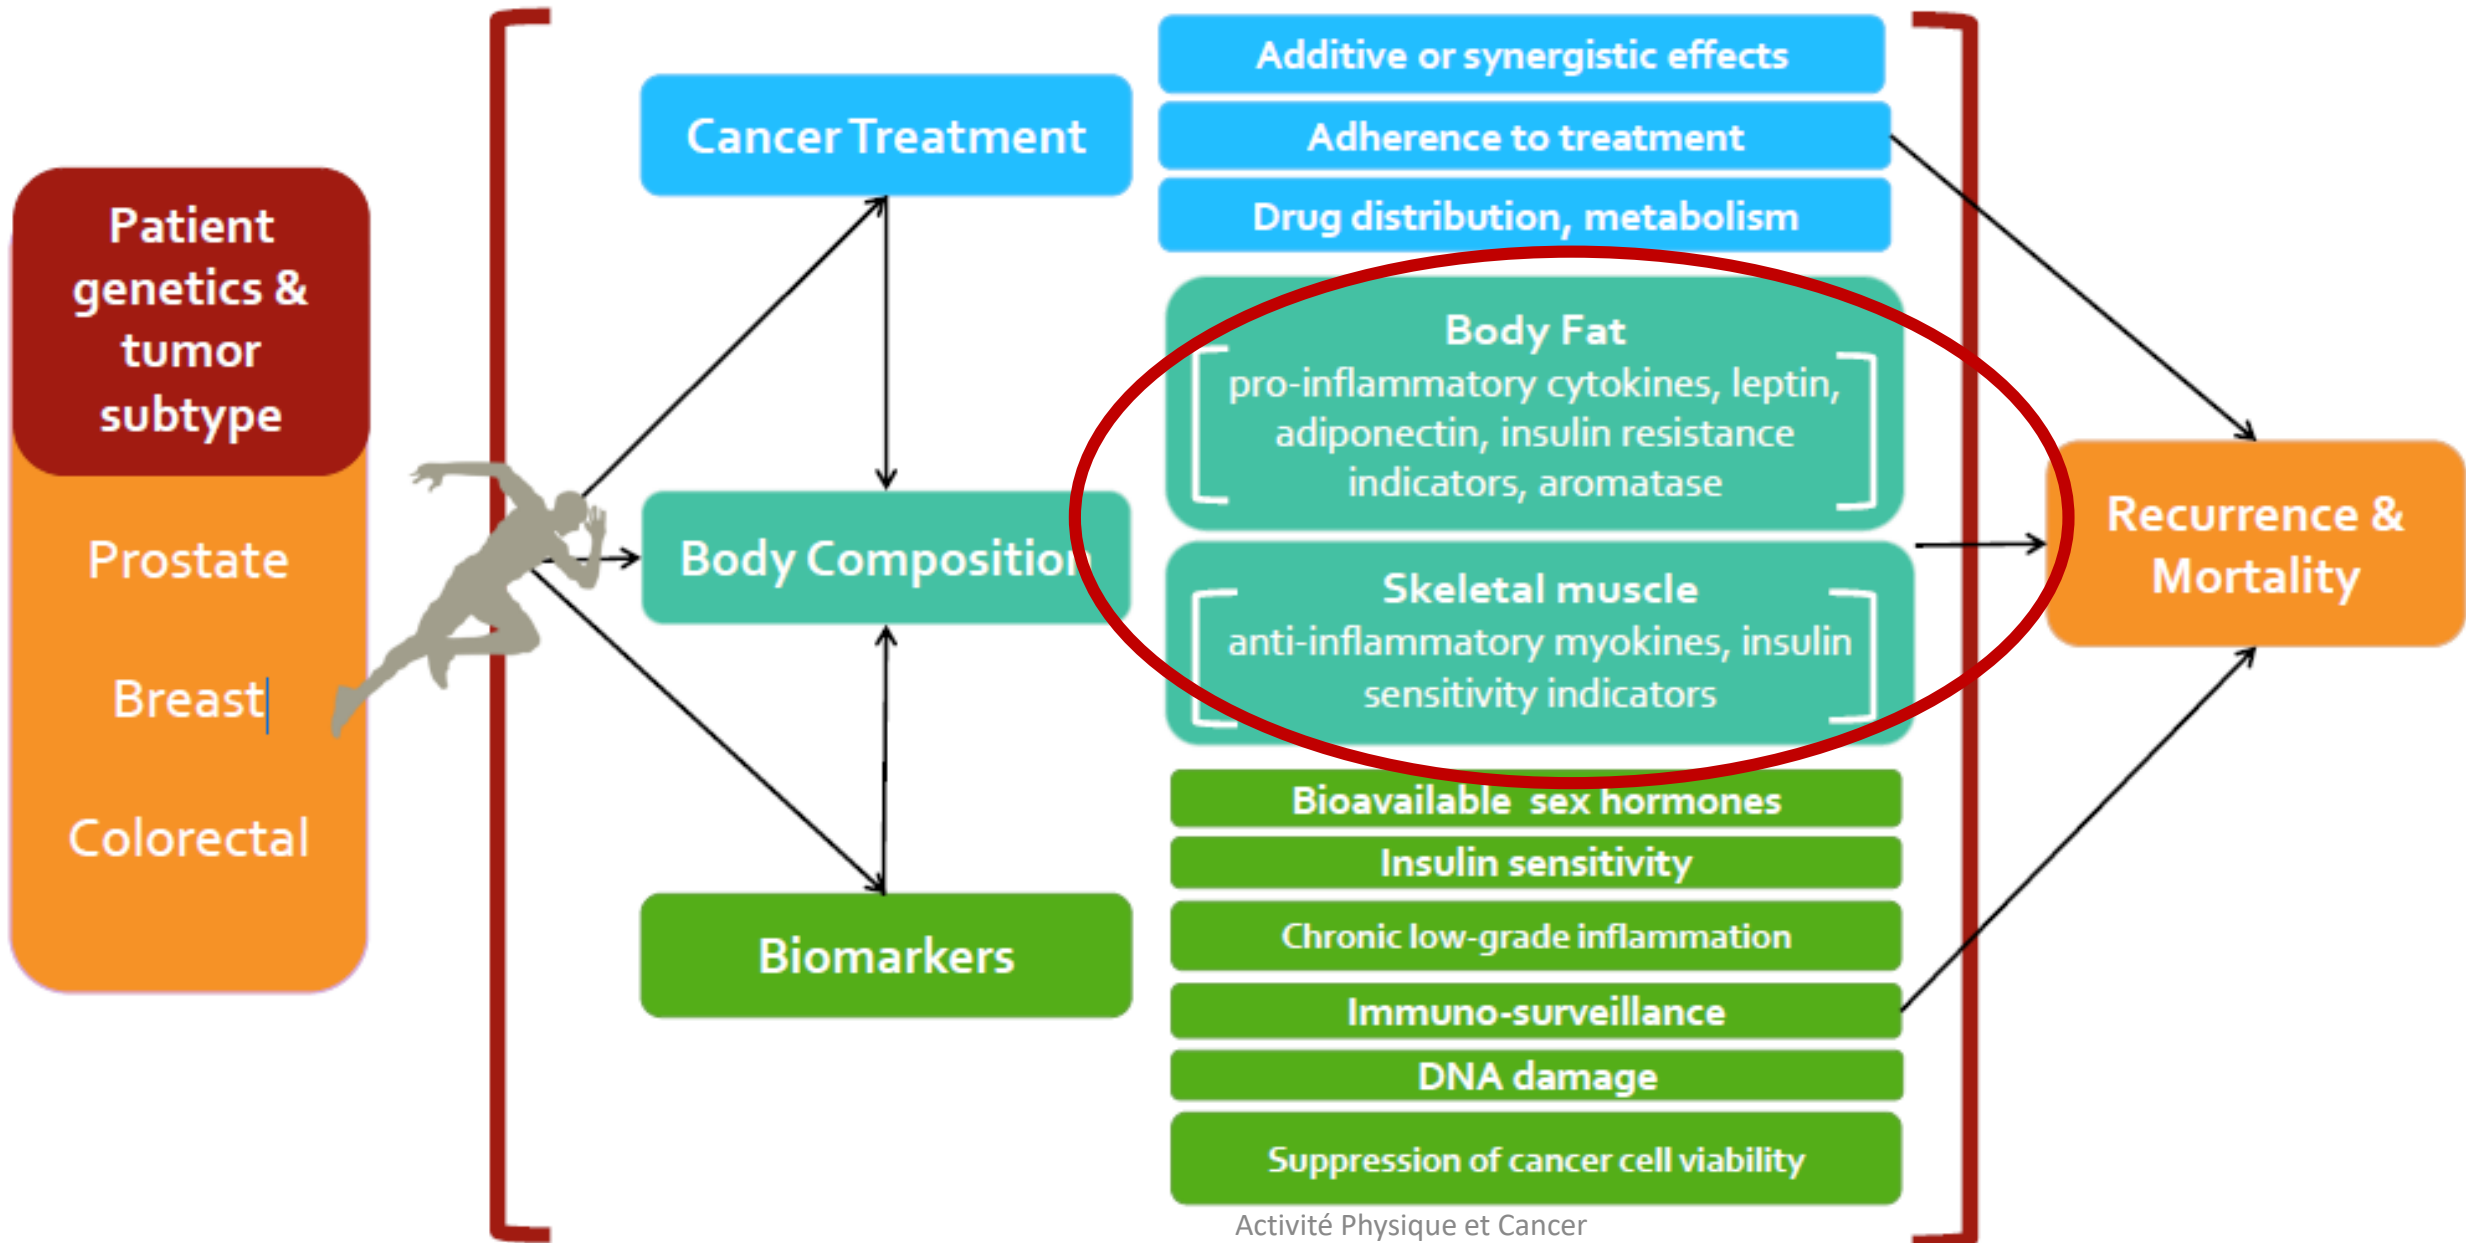 Patient
genetics &
tumor
subtype
Prostate
Breast
Colorectal
Cancer Treatment
Body Composition
Biomarkers
Additive or synergistic effects
Adherence to treatment
Drug distribution, metabolism
Body Fat
pro-inflammatory cytokines, leptin,
adiponectin, insulin resistance
indicators, aromatase
Skeletal muscle
anti-inflammatory myokines, insulin
sensitivity indicators
Bioavailable sex hormones
Insulin sensitivity
Chronic low-grade inflammation
Immuno-surveillance
DNA damage
Suppression of cancer cell viability
Recurrence &
Mortality
Activité Physique et Cancer